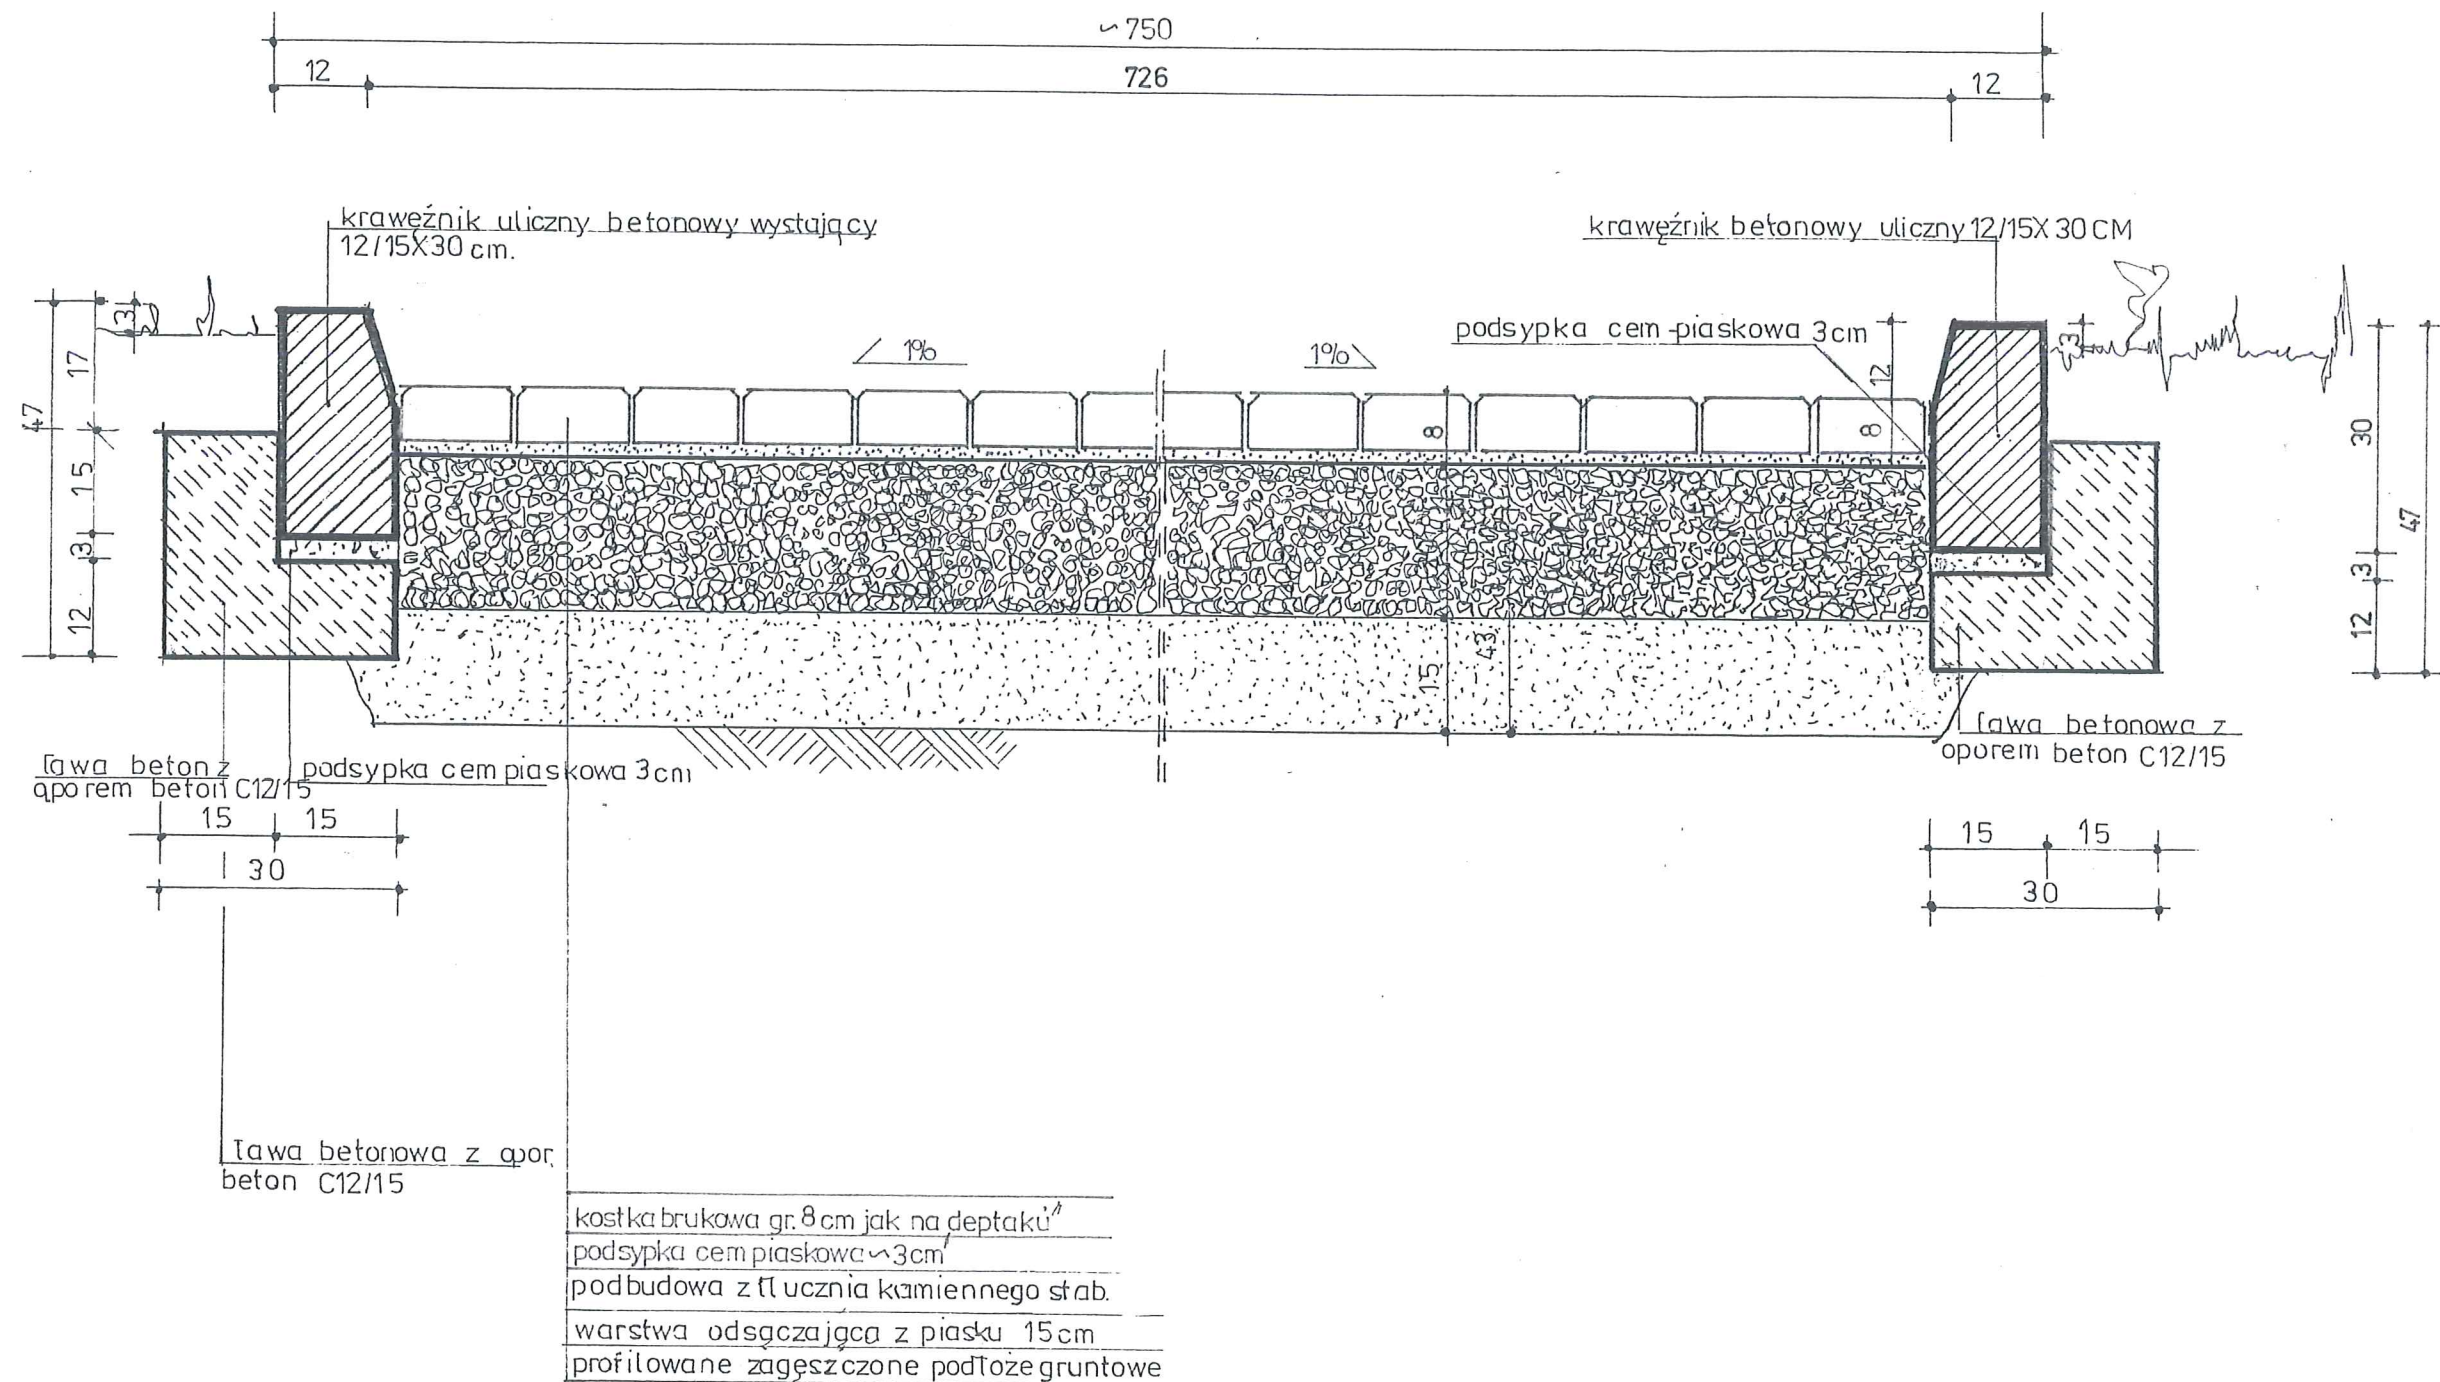 ~750
12
726
12
krawęźnik uliczny betonowy wystający
12/15X30 cm.
krawęźnik betonowy uliczny 12/15X30CM
podsypka cem-piaskowa 3cm
1%
1%
3
17
47
15
3
12
12
8
8
3
30
47
3
12
15
43
ława beton z
oporem beton C12/15
podsypka cem piaskowa 3cm
ława betonowa z
oporem beton C12/15
15
15
30
15
15
30
ława betonowa z opor.
beton C12/15
kostka brukowa gr. 8cm jak na deptaku"
podsypka cem piaskowa ~3cm
podbudowa z tłucznia kamiennego stab.
warstwa odsączająca z piasku 15cm
profilowane zagęszczone podłoże gruntowe